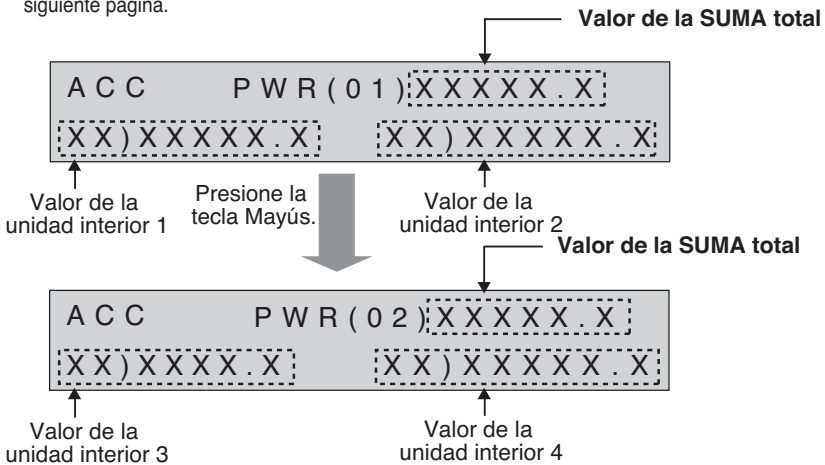 siguiente página.
Valor de la SUMA total
ACC PWR(01)XXXXX.X
XX)XXXXX.X XX)XXXXX.X
Valor de la
unidad interior 1
Presione la
tecla Mayús.
Valor de la
unidad interior 2
Valor de la SUMA total
ACC PWR(02)XXXXX.X
XX)XXXX.X XX)XXXXX.X
Valor de la
unidad interior 3
Valor de la
unidad interior 4